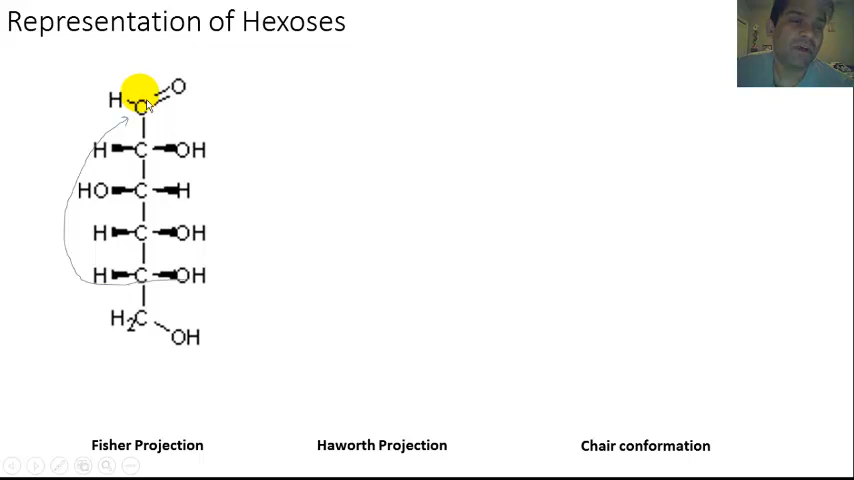 Representation of Hexoses
H C O
H C OH
HO C H
H C OH
H C OH
H2C
OH
Fisher Projection
Haworth Projection
Chair conformation